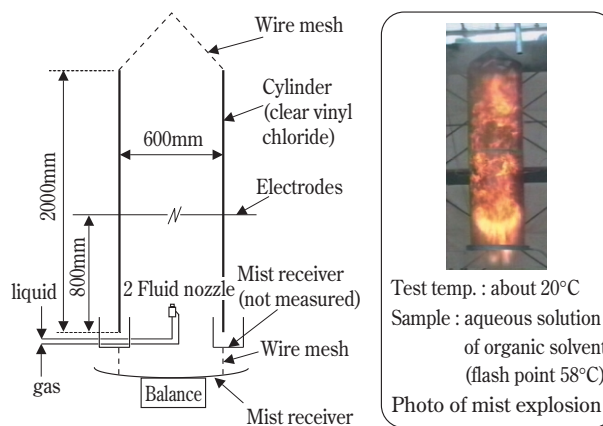 Wire mesh
Cylinder
(clear vinyl
chloride)
600mm
2000mm
Electrodes
800mm
Mist receiver
(not measured)
2 Fluid nozzle
liquid
Wire mesh
gas
Balance
Mist receiver
Test temp. : about 20°C
Sample : aqueous solution
of organic solvent
(flash point 58°C)
Photo of mist explosion